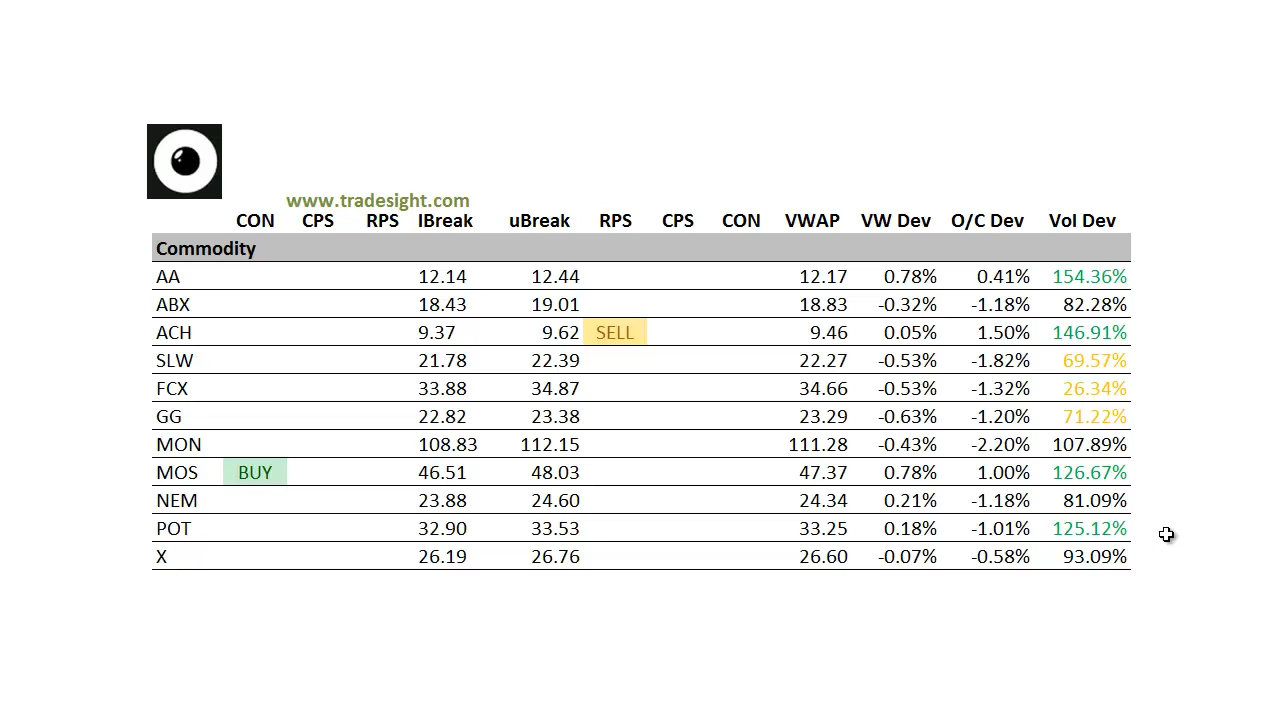 www.tradesight.com
CON CPS RPS lBreak uBreak RPS CPS CON VWAP VW Dev O/C Dev Vol Dev
Commodity
AA 12.14 12.44 12.17 0.78% 0.41% 154.36%
ABX 18.43 19.01 18.83 -0.32% -1.18% 82.28%
ACH 9.37 9.62 SELL 9.46 0.05% 1.50% 146.91%
SLW 21.78 22.39 22.27 -0.53% -1.82% 69.57%
FCX 33.88 34.87 34.66 -0.53% -1.32% 26.34%
GG 22.82 23.38 23.29 -0.63% -1.20% 71.22%
MON 108.83 112.15 111.28 -0.43% -2.20% 107.89%
MOS BUY 46.51 48.03 47.37 0.78% 1.00% 126.67%
NEM 23.88 24.60 24.34 0.21% -1.18% 81.09%
POT 32.90 33.53 33.25 0.18% -1.01% 125.12%
X 26.19 26.76 26.60 -0.07% -0.58% 93.09%